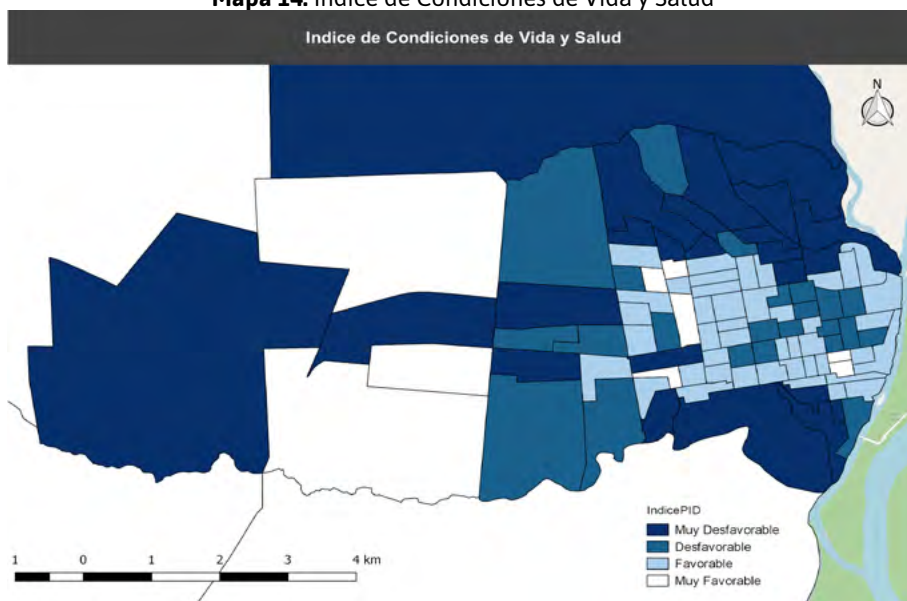 Mapa 14. Índice de Condiciones de Vida y Salud
Indice de Condiciones de Vida y Salud
N
IndicePID
Muy Desfavorable
Desfavorable
Favorable
Muy Favorable
1 0 1 2 3 4 km